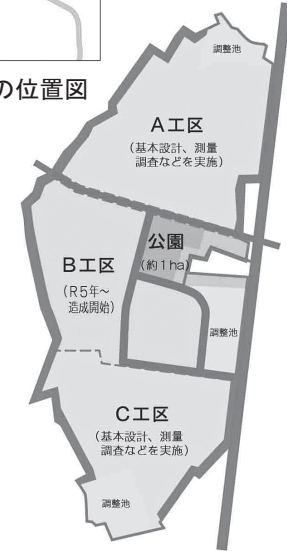 の位置図
調整池
A工区
(基本設計、測量
調査などを実施)
公園
(約1ha)
B工区
(R5年~
造成開始)
調整池
C工区
(基本設計、測量
調査などを実施)
調整池